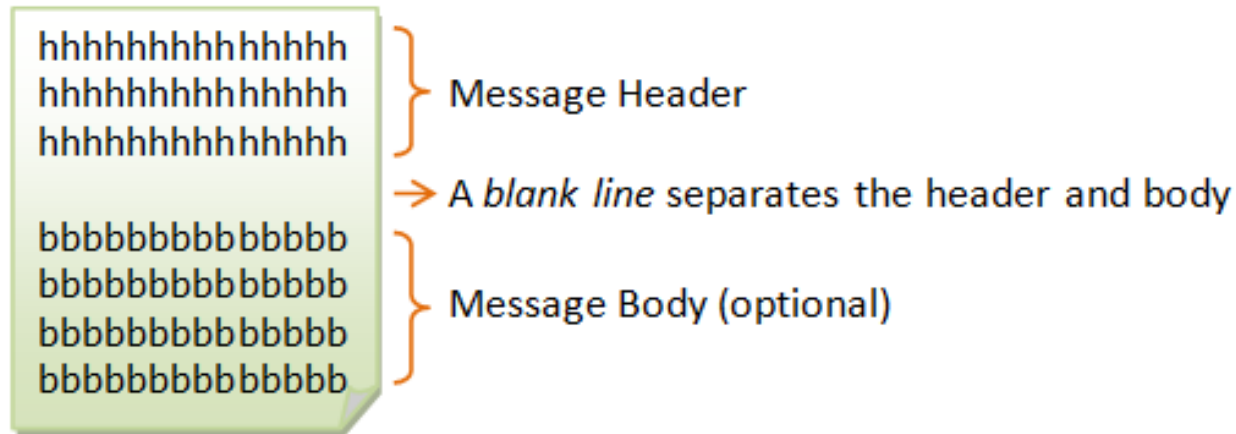 hhhhhhhhhhhhhh
hhhhhhhhhhhhhh
hhhhhhhhhhhhhh
Message Header
A blank line separates the header and body
bbbbbbbbbbbbbb
bbbbbbbbbbbbbb
bbbbbbbbbbbbbb
bbbbbbbbbbbbbb
Message Body (optional)